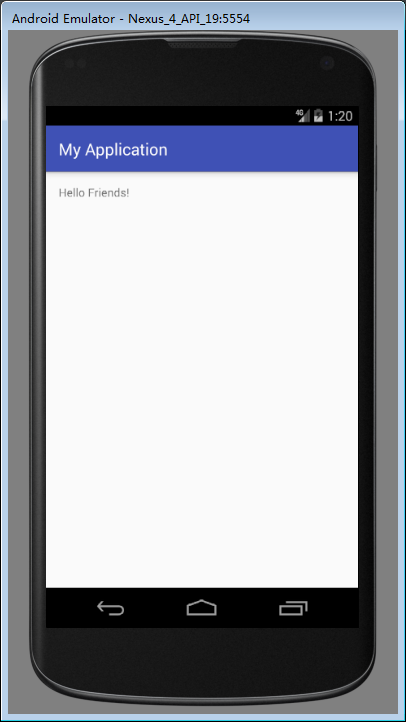 Android Emulator - Nexus_4_API_19:5554
4G 1:20
My Application
Hello Friends!